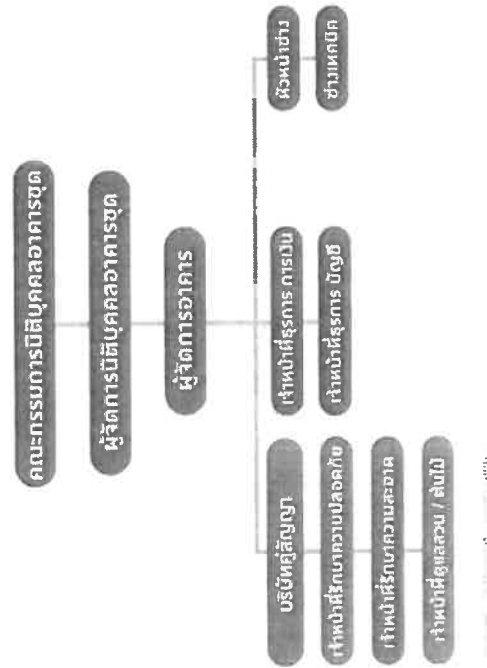 คณะกรรมการนิติบุคคลอาคารชุด
ผู้จัดการนิติบุคคลอาคารชุด
ผู้จัดการอาคาร
บริษัทคู่สัญญา
เจ้าหน้าที่รักษาความปลอดภัย
เจ้าหน้าที่รักษาความสะอาด
เจ้าหน้าที่ดูแลสวน / ต้นไม้
เจ้าหน้าที่ธุรการ การเงิน
เจ้าหน้าที่ธุรการ บัญชี
หัวหน้าช่าง
ช่างเทคนิค